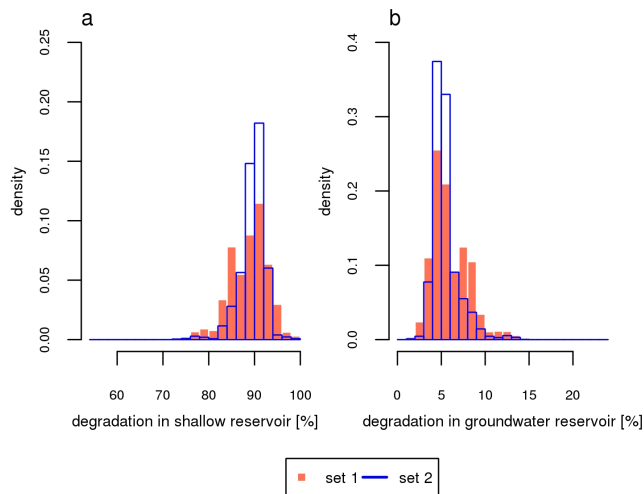 a
0.00 0.05 0.10 0.15 0.20 0.25
density
60 70 80 90 100
degradation in shallow reservoir [%]
b
0.0 0.1 0.2 0.3 0.4
density
0 5 10 15 20
degradation in groundwater reservoir [%]
set 1 set 2